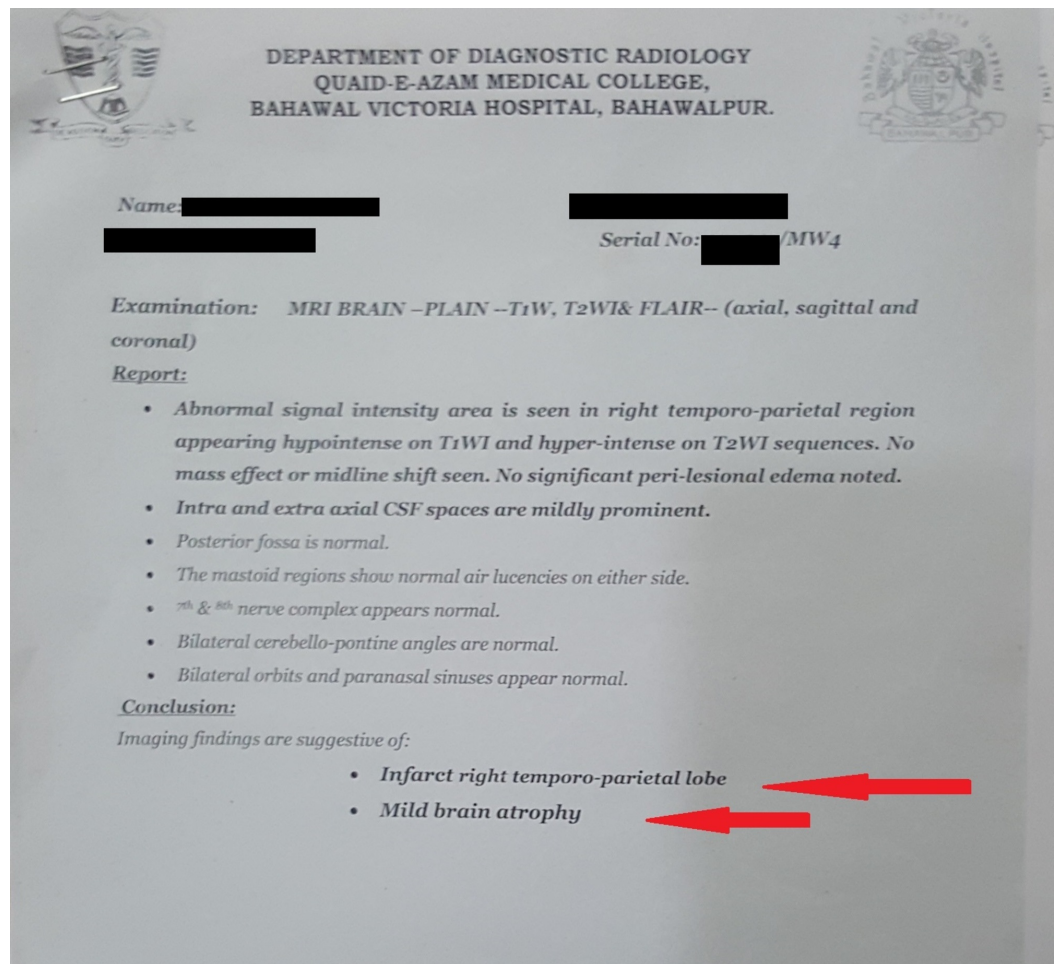 DEPARTMENT OF DIAGNOSTIC RADIOLOGY
QUAID-E-AZAM MEDICAL COLLEGE,
BAHAWAL VICTORIA HOSPITAL, BAHAWALPUR.
Bahawal Victoria Hospital
BAHAWALPUR
Name:
Serial No: /MW4
Examination: MRI BRAIN –PLAIN --T1W, T2WI& FLAIR-- (axial, sagittal and
coronal)
Report:
• Abnormal signal intensity area is seen in right temporo-parietal region
appearing hypointense on T1WI and hyper-intense on T2WI sequences. No
mass effect or midline shift seen. No significant peri-lesional edema noted.
• Intra and extra axial CSF spaces are mildly prominent.
• Posterior fossa is normal.
• The mastoid regions show normal air lucencies on either side.
• 7th & 8th nerve complex appears normal.
• Bilateral cerebello-pontine angles are normal.
• Bilateral orbits and paranasal sinuses appear normal.
Conclusion:
Imaging findings are suggestive of:
• Infarct right temporo-parietal lobe
• Mild brain atrophy